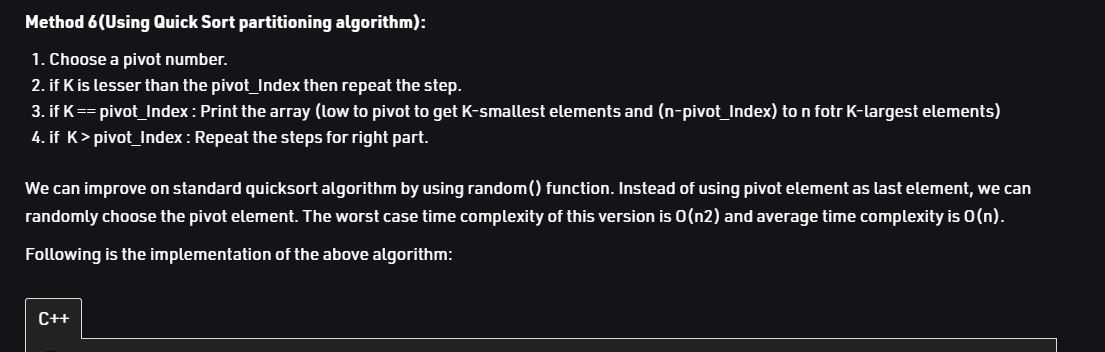 Method 6(Using Quick Sort partitioning algorithm):
1. Choose a pivot number.
2. if K is lesser than the pivot_Index then repeat the step.
3. if K == pivot_Index : Print the array (low to pivot to get K-smallest elements and (n-pivot_Index) to n fotr K-largest elements)
4. if  K > pivot_Index : Repeat the steps for right part.
We can improve on standard quicksort algorithm by using random() function. Instead of using pivot element as last element, we can
randomly choose the pivot element. The worst case time complexity of this version is O(n2) and average time complexity is O(n).
Following is the implementation of the above algorithm:
C++